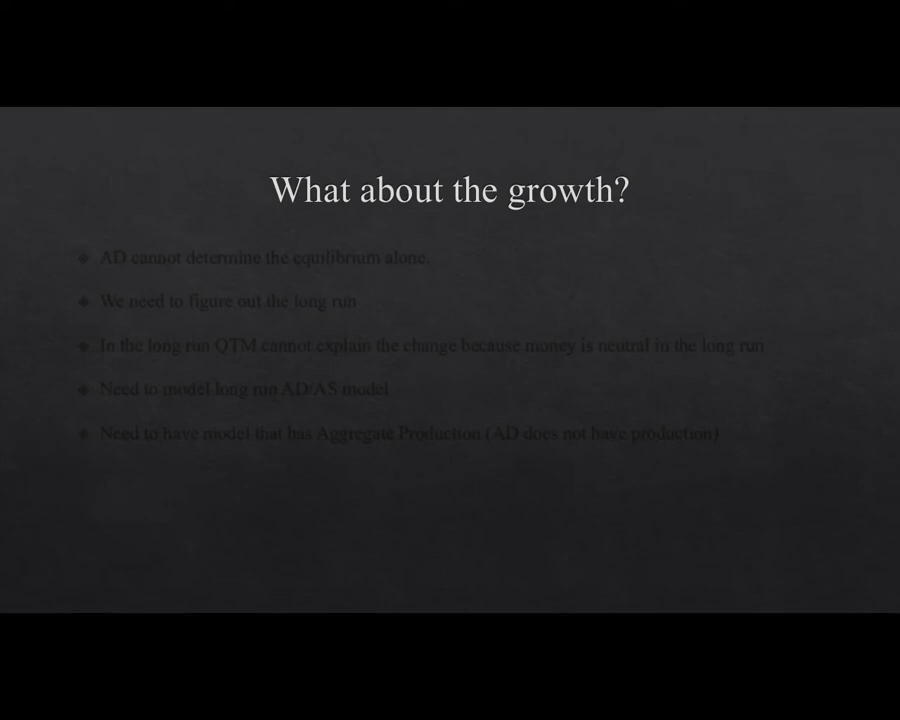 What about the growth?
AD cannot determine the equilibrium alone.
We need to figure out the long run
In the long run QTM cannot explain the change because money is neutral in the long run
Need to model long run AD/AS model
Need to have model that has Aggregate Production (AD does not have production)